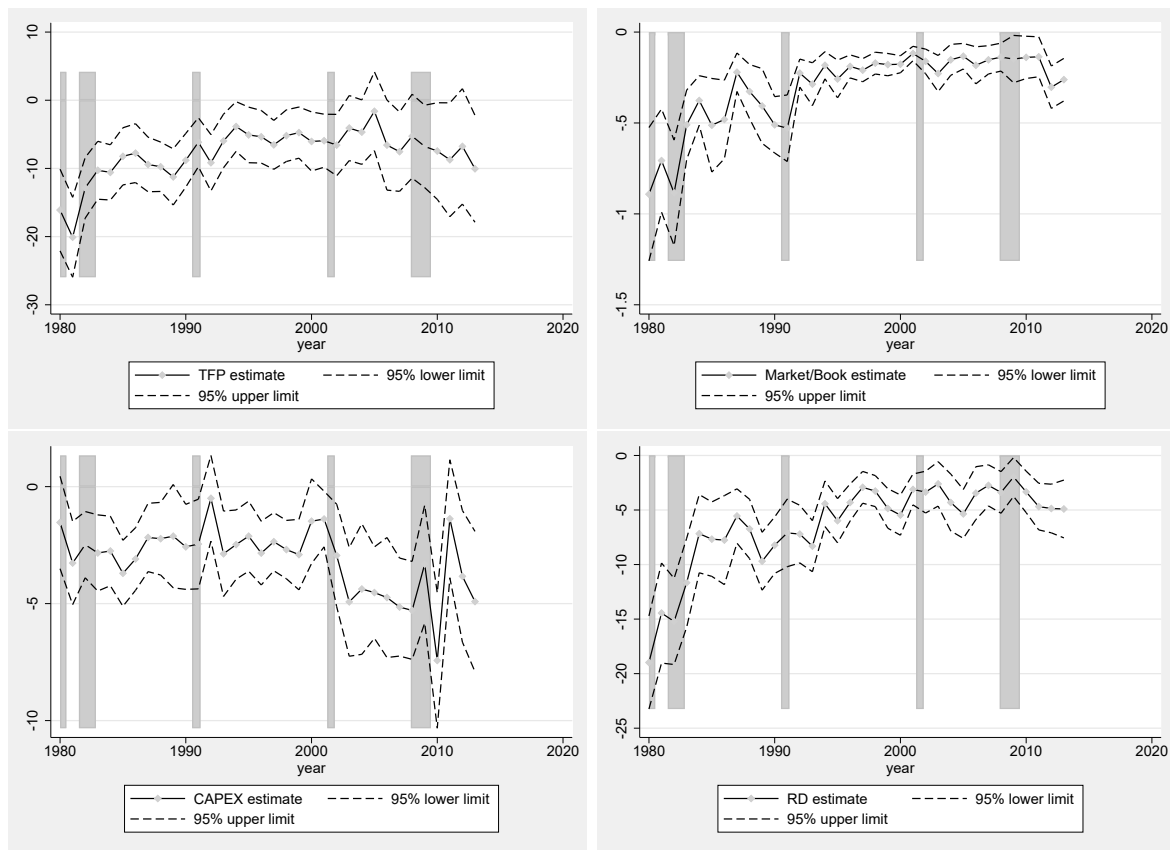 10
0
-10
-20
-30
1980 1990 2000 2010 2020
year
TFP estimate 95% lower limit
95% upper limit
0
-.5
-1
-1.5
1980 1990 2000 2010 2020
year
Market/Book estimate 95% lower limit
95% upper limit
0
-5
-10
1980 1990 2000 2010 2020
year
CAPEX estimate 95% lower limit
95% upper limit
0
-5
-10
-15
-20
-25
1980 1990 2000 2010 2020
year
RD estimate 95% lower limit
95% upper limit